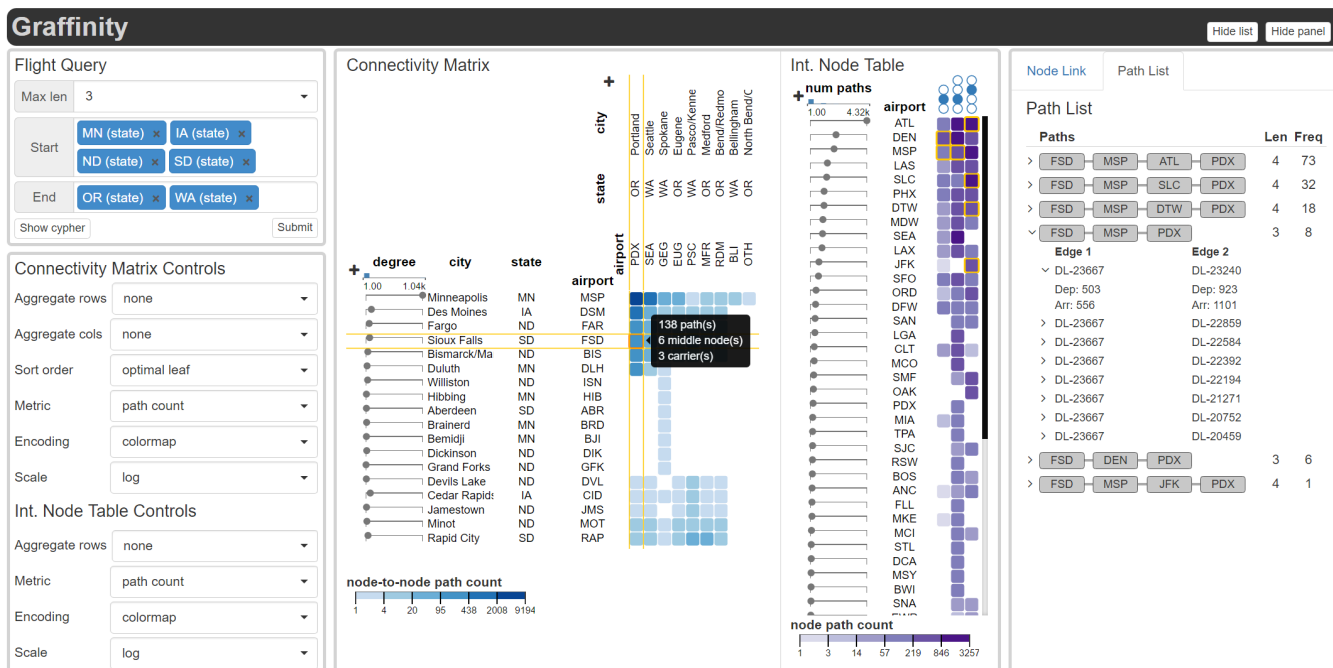 Graffinity
Hide list Hide panel
Flight Query
Max len 3
Start MN (state) × IA (state) ×
ND (state) × SD (state) ×
End OR (state) × WA (state) ×
Show cypher Submit
Connectivity Matrix Controls
Aggregate rows none
Aggregate cols none
Sort order optimal leaf
Metric path count
Encoding colormap
Scale log
Int. Node Table Controls
Aggregate rows none
Metric path count
Encoding colormap
Scale log
Connectivity Matrix
+
city Portland Seattle Spokane Eugene Pasco/Kenne Medford Bend/Redmo Bellingham North Bend/C
state OR WA WA OR WA OR OR WA OR
airport PDX SEA GEG EUG PSC MFR RDM BLI OTH
+ degree city state airport
1.00 1.04k
Minneapolis MN MSP
Des Moines IA DSM
Fargo ND FAR
Sioux Falls SD FSD
Bismarck/Ma ND BIS
Duluth MN DLH
Williston ND ISN
Hibbing MN HIB
Aberdeen SD ABR
Brainerd MN BRD
Bemidji MN BJI
Dickinson ND DIK
Grand Forks ND GFK
Devils Lake ND DVL
Cedar Rapids IA CID
Jamestown ND JMS
Minot ND MOT
Rapid City SD RAP
138 path(s)
6 middle node(s)
3 carrier(s)
node-to-node path count
1 4 20 95 438 2008 9194
Int. Node Table
+ num paths airport
1.00 4.32k
ATL
DEN
MSP
LAS
SLC
PHX
DTW
MDW
SEA
LAX
JFK
SFO
ORD
DFW
SAN
LGA
CLT
MCO
SMF
OAK
PDX
MIA
TPA
SJC
RSW
BOS
ANC
FLL
MKE
MCI
STL
DCA
MSY
BWI
SNA
node path count
1 3 14 57 219 846 3257
Node Link Path List
Path List
Paths Len Freq
FSD MSP ATL PDX 4 73
FSD MSP SLC PDX 4 32
FSD MSP DTW PDX 4 18
FSD MSP PDX 3 8
Edge 1 Edge 2
DL-23667 DL-23240
Dep: 503 Dep: 923
Arr: 556 Arr: 1101
DL-23667 DL-22859
DL-23667 DL-22584
DL-23667 DL-22392
DL-23667 DL-22194
DL-23667 DL-21271
DL-23667 DL-20752
DL-23667 DL-20459
FSD DEN PDX 3 6
FSD MSP JFK PDX 4 1